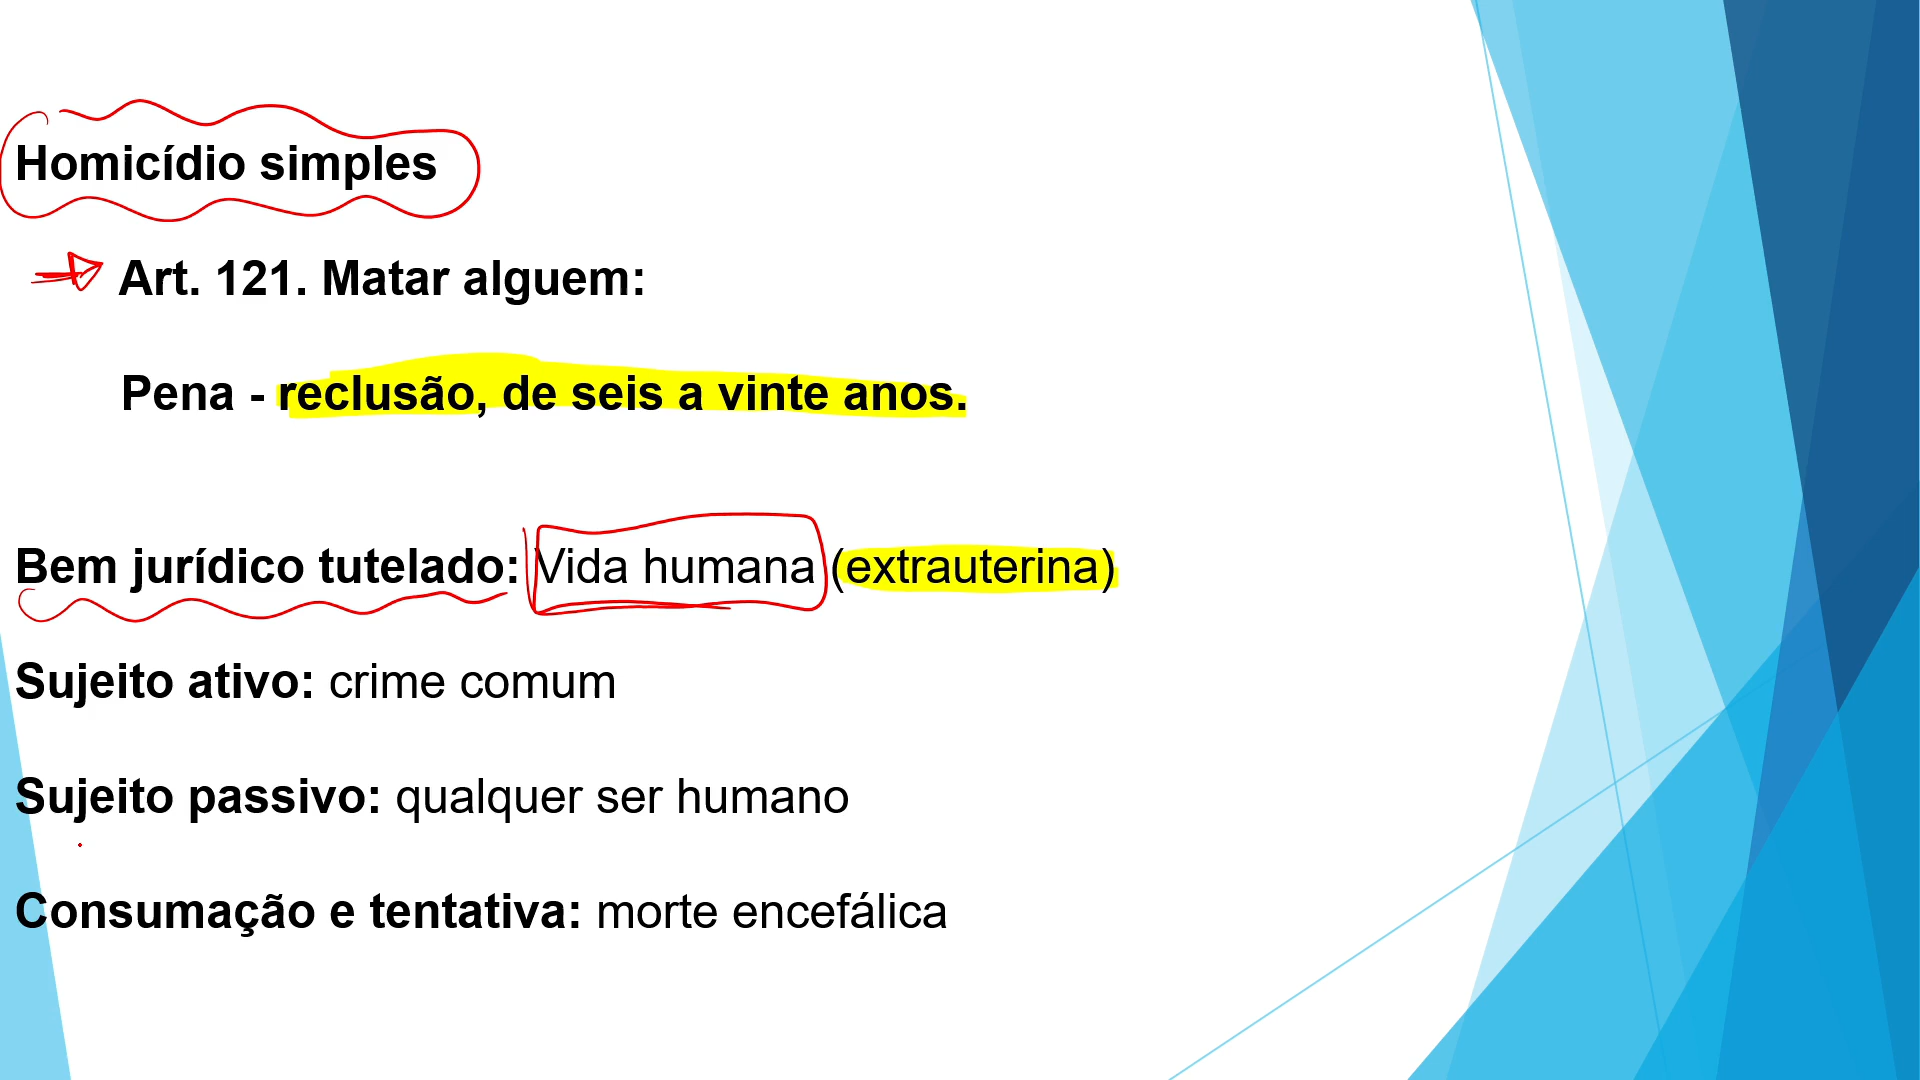 Homicídio simples
Art. 121. Matar alguem:
Pena - reclusão, de seis a vinte anos.
Bem jurídico tutelado: Vida humana (extrauterina)
Sujeito ativo: crime comum
Sujeito passivo: qualquer ser humano
Consumação e tentativa: morte encefálica